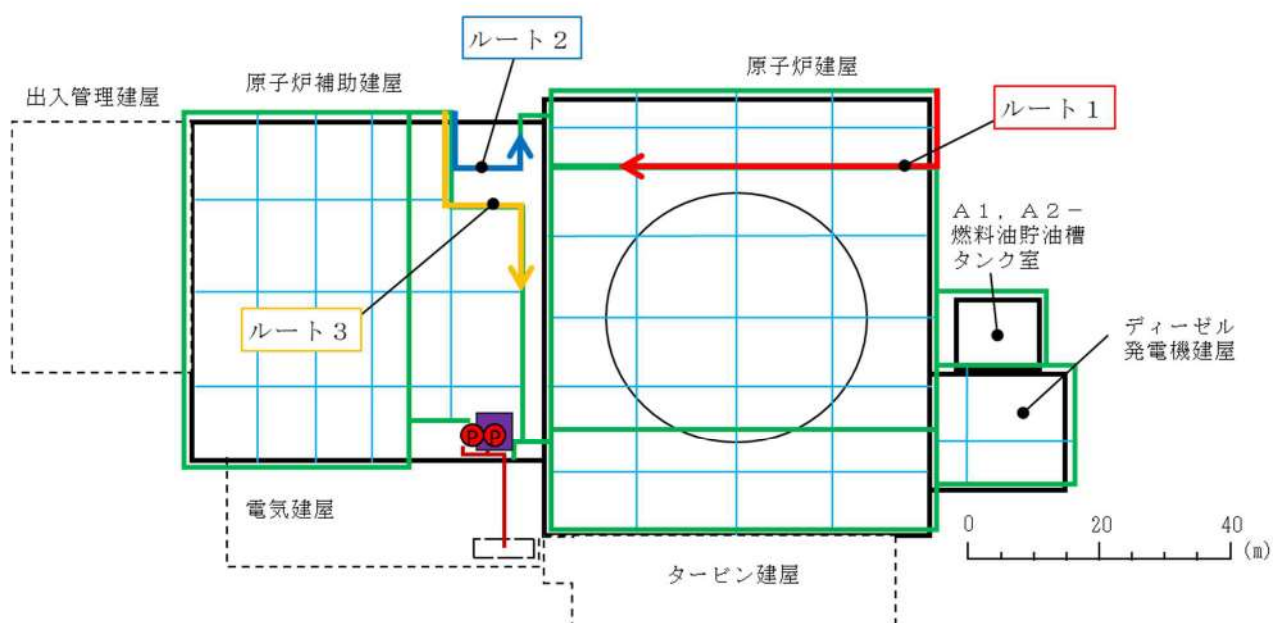 ルート２
原子炉補助建屋
原子炉建屋
出入管理建屋
ルート１
Ａ１，Ａ２－
燃料油貯油槽
タンク室
ルート３
ディーゼル
発電機建屋
P P
電気建屋
タービン建屋
0 20 40
(m)